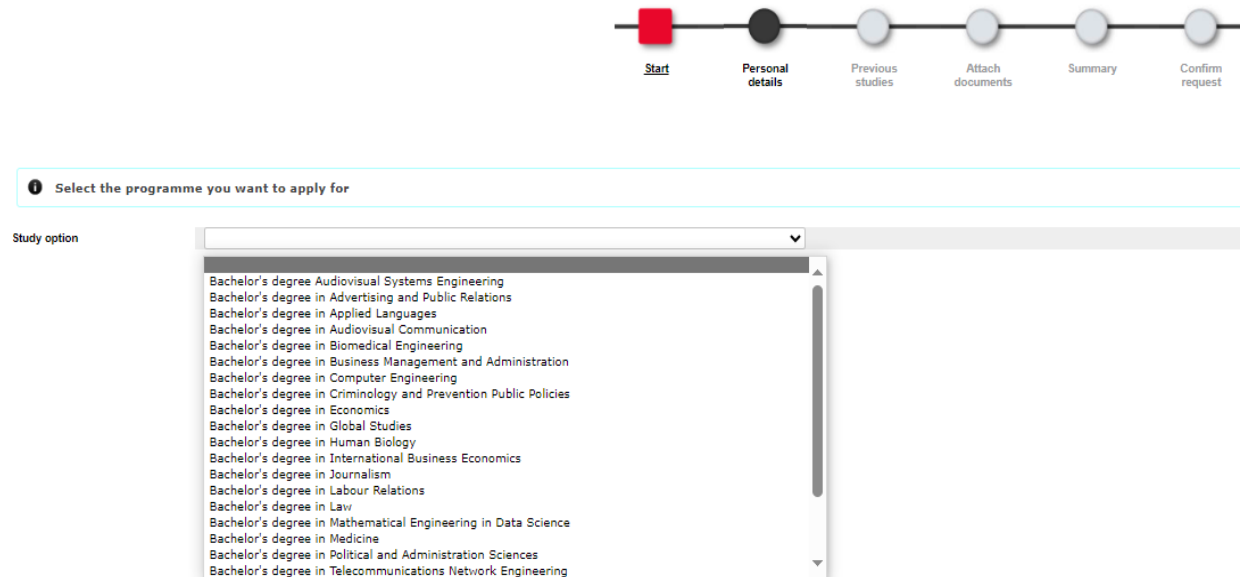 Start
Personal
details
Previous
studies
Attach
documents
Summary
Confirm
request
Select the programme you want to apply for
Study option
Bachelor's degree Audiovisual Systems Engineering
Bachelor's degree in Advertising and Public Relations
Bachelor's degree in Applied Languages
Bachelor's degree in Audiovisual Communication
Bachelor's degree in Biomedical Engineering
Bachelor's degree in Business Management and Administration
Bachelor's degree in Computer Engineering
Bachelor's degree in Criminology and Prevention Public Policies
Bachelor's degree in Economics
Bachelor's degree in Global Studies
Bachelor's degree in Human Biology
Bachelor's degree in International Business Economics
Bachelor's degree in Journalism
Bachelor's degree in Labour Relations
Bachelor's degree in Law
Bachelor's degree in Mathematical Engineering in Data Science
Bachelor's degree in Medicine
Bachelor's degree in Political and Administration Sciences
Bachelor's degree in Telecommunications Network Engineering